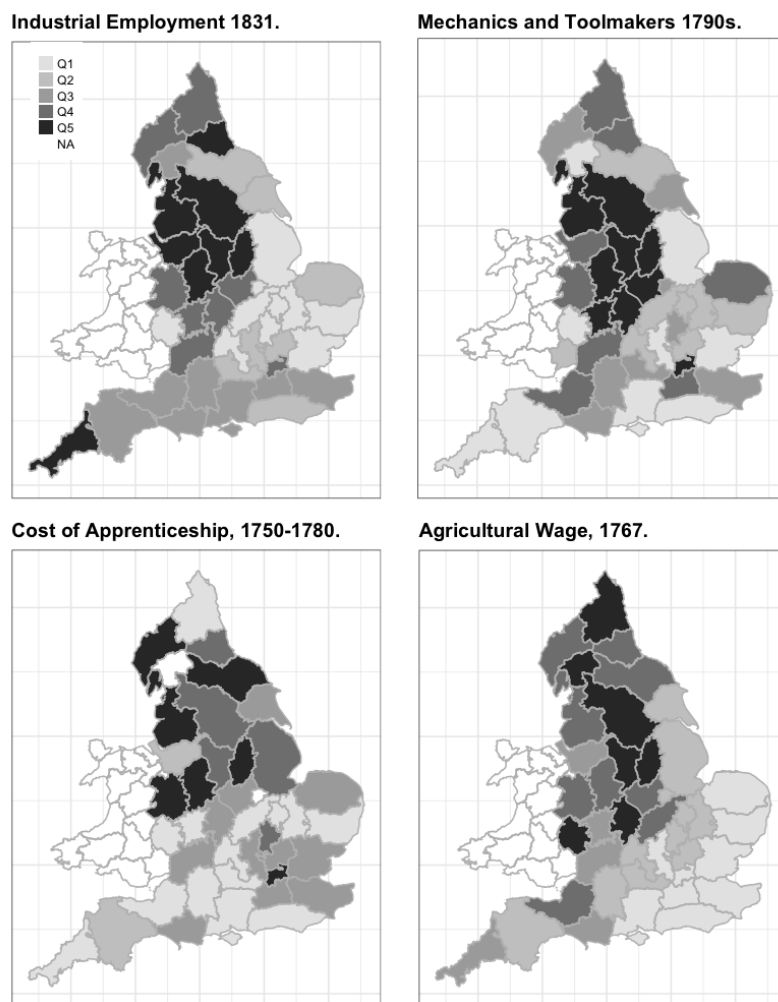 Industrial Employment 1831.
Mechanics and Toolmakers 1790s.
Q1
Q2
Q3
Q4
Q5
NA
Cost of Apprenticeship, 1750-1780.
Agricultural Wage, 1767.